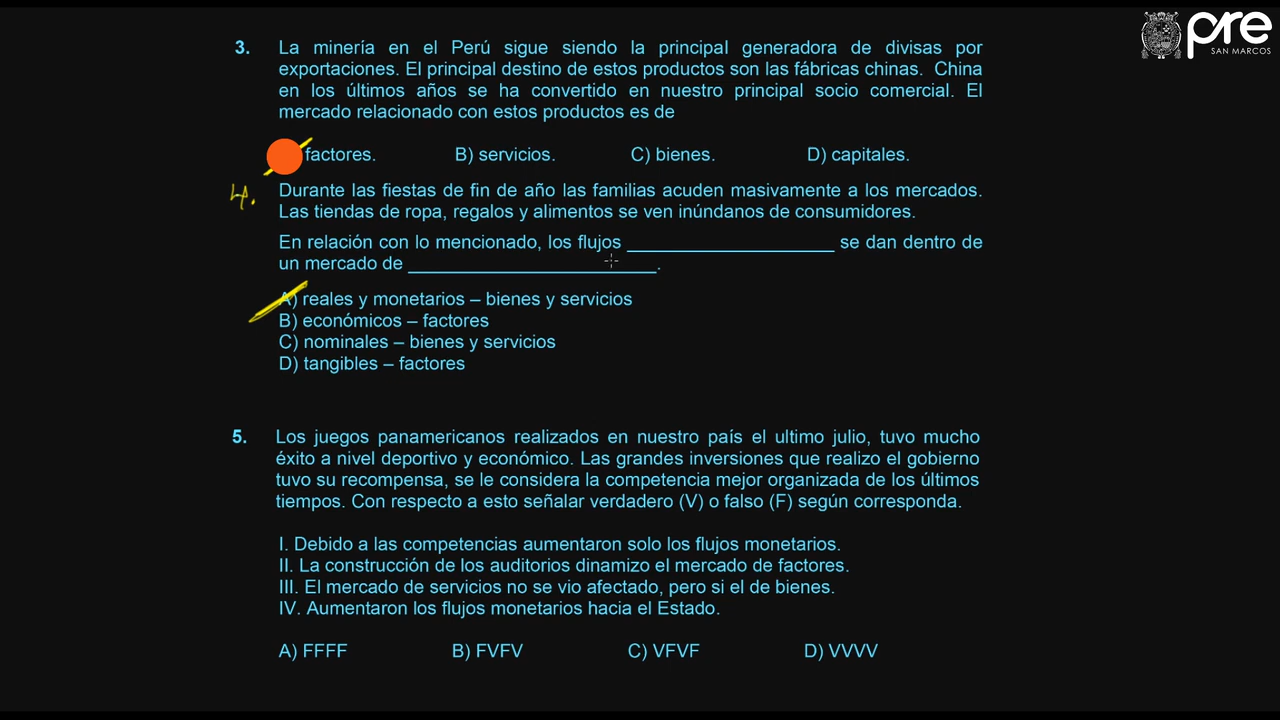 pre
SAN MARCOS
3. La minería en el Perú sigue siendo la principal generadora de divisas por
exportaciones. El principal destino de estos productos son las fábricas chinas. China
en los últimos años se ha convertido en nuestro principal socio comercial. El
mercado relacionado con estos productos es de
factores. B) servicios. C) bienes. D) capitales.
4. Durante las fiestas de fin de año las familias acuden masivamente a los mercados.
Las tiendas de ropa, regalos y alimentos se ven inúndanos de consumidores.
En relación con lo mencionado, los flujos ____________________ se dan dentro de
un mercado de ________________________.
A) reales y monetarios – bienes y servicios
B) económicos – factores
C) nominales – bienes y servicios
D) tangibles – factores
5. Los juegos panamericanos realizados en nuestro país el ultimo julio, tuvo mucho
éxito a nivel deportivo y económico. Las grandes inversiones que realizo el gobierno
tuvo su recompensa, se le considera la competencia mejor organizada de los últimos
tiempos. Con respecto a esto señalar verdadero (V) o falso (F) según corresponda.
I. Debido a las competencias aumentaron solo los flujos monetarios.
II. La construcción de los auditorios dinamizo el mercado de factores.
III. El mercado de servicios no se vio afectado, pero si el de bienes.
IV. Aumentaron los flujos monetarios hacia el Estado.
A) FFFF B) FVFV C) VFVF D) VVVV